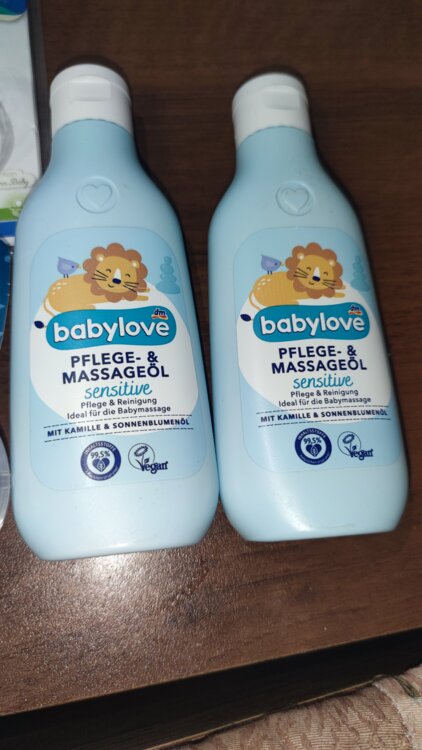 dm
babylove
PFLEGE- &
MASSAGEÖL
sensitive
Pflege & Reinigung
Ideal für die Babymassage
MIT KAMILLE & SONNENBLUMENÖL
99,5%
Vegan
dm
babylove
PFLEGE- &
MASSAGEÖL
sensitive
Pflege & Reinigung
Ideal für die Babymassage
MIT KAMILLE & SONNENBLUMENÖL
99,5%
Vegan